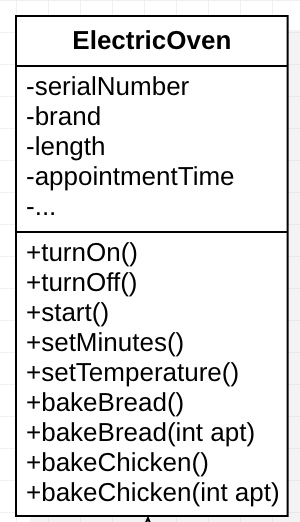 ElectricOven
-serialNumber
-brand
-length
-appointmentTime
-...
+turnOn()
+turnOff()
+start()
+setMinutes()
+setTemperature()
+bakeBread()
+bakeBread(int apt)
+bakeChicken()
+bakeChicken(int apt)